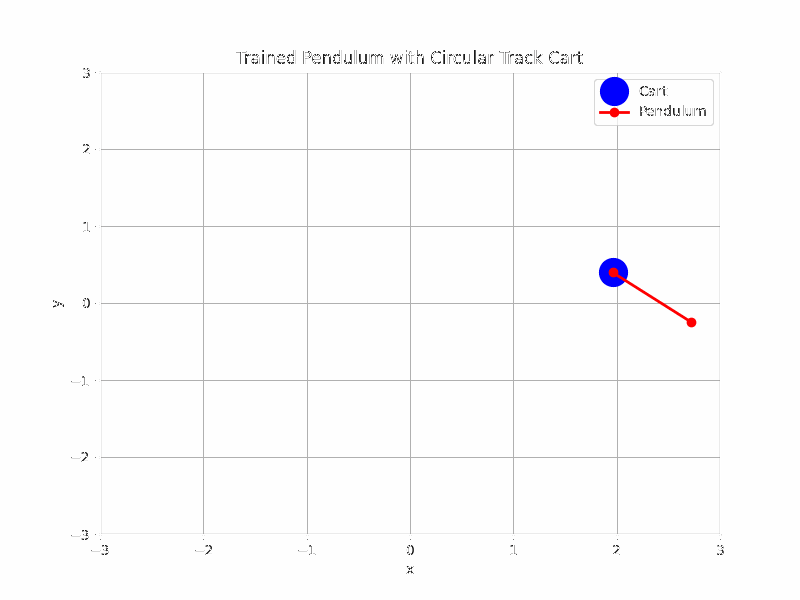 Trained Pendulum with Circular Track Cart
Cart
Pendulum
3
2
1
0
−1
−2
−3
y
−3 −2 −1 0 1 2 3
x